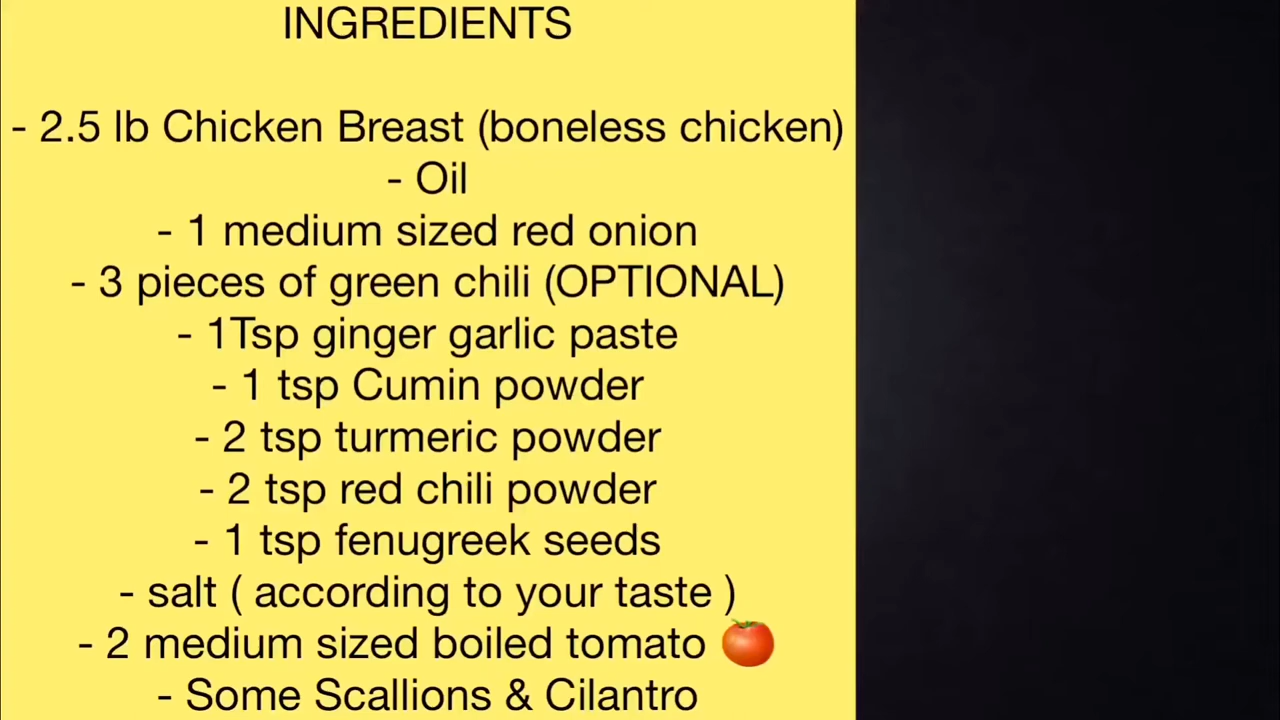 INGREDIENTS
- 2.5 lb Chicken Breast (boneless chicken)
- Oil
- 1 medium sized red onion
- 3 pieces of green chili (OPTIONAL)
- 1Tsp ginger garlic paste
- 1 tsp Cumin powder
- 2 tsp turmeric powder
- 2 tsp red chili powder
- 1 tsp fenugreek seeds
- salt ( according to your taste )
- 2 medium sized boiled tomato 🍅
- Some Scallions & Cilantro